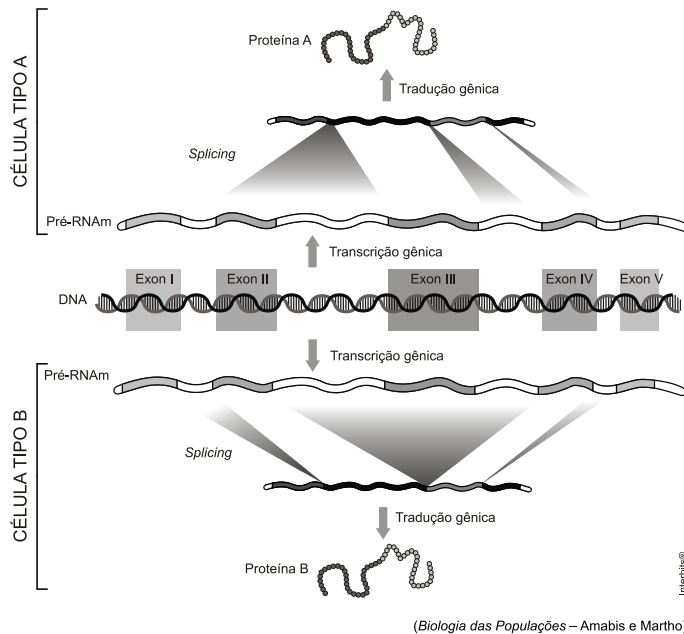 CÉLULA TIPO A
Proteína A
Tradução gênica
Splicing
Pré-RNAm
Transcrição gênica
Exon I
Exon II
Exon III
Exon IV
Exon V
DNA
Transcrição gênica
Pré-RNAm
CÉLULA TIPO B
Splicing
Tradução gênica
Proteína B
Interbits®
(Biologia das Populações – Amabis e Martho)